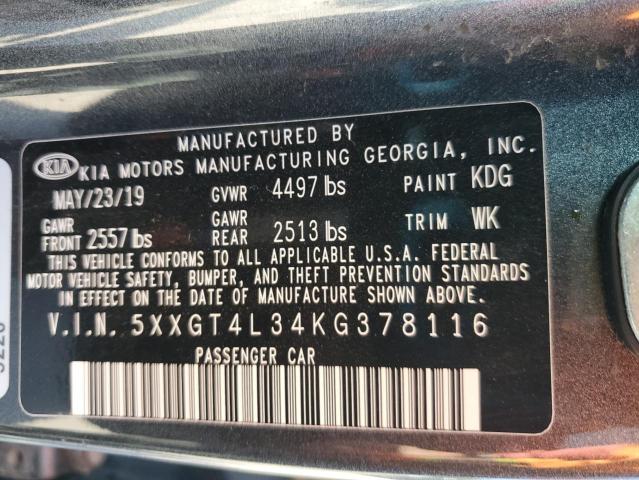 MANUFACTURED BY
KIA KIA MOTORS MANUFACTURING GEORGIA, INC.
MAY/23/19 GVWR 4497 lbs PAINT KDG
GAWR FRONT 2557 lbs GAWR REAR 2513 lbs TRIM WK
THIS VEHICLE CONFORMS TO ALL APPLICABLE U.S.A. FEDERAL
MOTOR VEHICLE SAFETY, BUMPER, AND THEFT PREVENTION STANDARDS
IN EFFECT ON THE DATE OF MANUFACTURE SHOWN ABOVE.
V.I.N. 5XXGT4L34KG378116
PASSENGER CAR